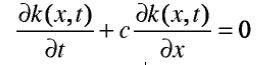 ∂k(x,t)/∂t + c ∂k(x,t)/∂x = 0